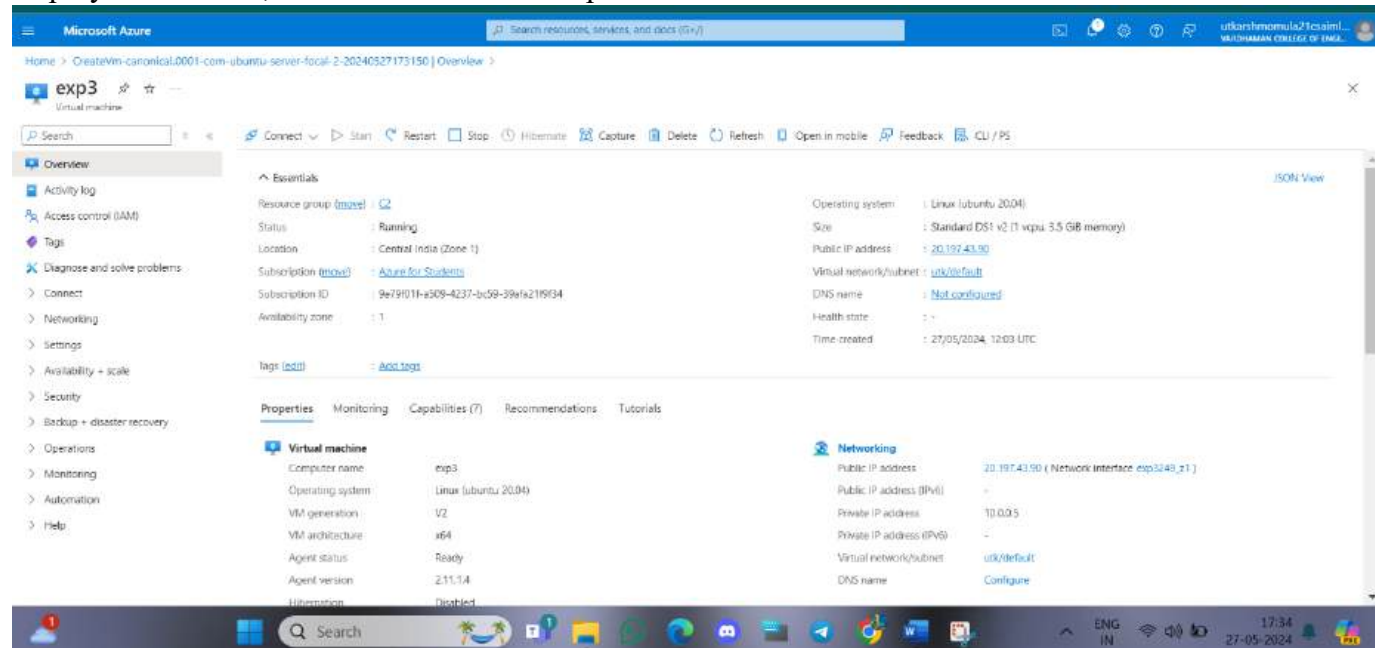 Microsoft Azure
Search resources, services, and docs (G+/)
utkarshmomula21csaiml...
VARDHAMAN COLLEGE OF ENGI...
Home > CreateVm-canonical.0001-com-ubuntu-server-focal-2-20240527173150 | Overview >
exp3
Virtual machine
Search
Connect Start Restart Stop Hibernate Capture Delete Refresh Open in mobile Feedback CLI / PS
Overview
Activity log
Access control (IAM)
Tags
Diagnose and solve problems
Connect
Networking
Settings
Availability + scale
Security
Backup + disaster recovery
Operations
Monitoring
Automation
Help
Essentials
JSON View
Resource group (move) : C2
Status : Running
Location : Central India (Zone 1)
Subscription (move) : Azure for Students
Subscription ID
Availability zone : 1
Operating system : Linux (ubuntu 20.04)
Size : Standard DS1 v2 (1 vcpu, 3.5 GiB memory)
Public IP address : 20.197.43.90
Virtual network/subnet : utk/default
DNS name : Not configured
Health state : -
Time created : 27/05/2024, 12:03 UTC
Tags (edit) : Add tags
Properties Monitoring Capabilities (7) Recommendations Tutorials
Virtual machine
Computer name exp3
Operating system Linux (ubuntu 20.04)
VM generation V2
VM architecture x64
Agent status Ready
Agent version 2.11.1.4
Hibernation Disabled
Networking
Public IP address 20.197.43.90 ( Network interface exp3249_z1 )
Public IP address (IPv6) -
Private IP address 10.0.0.5
Private IP address (IPv6) -
Virtual network/subnet utk/default
DNS name Configure
Search
ENG
IN
17:34
27-05-2024